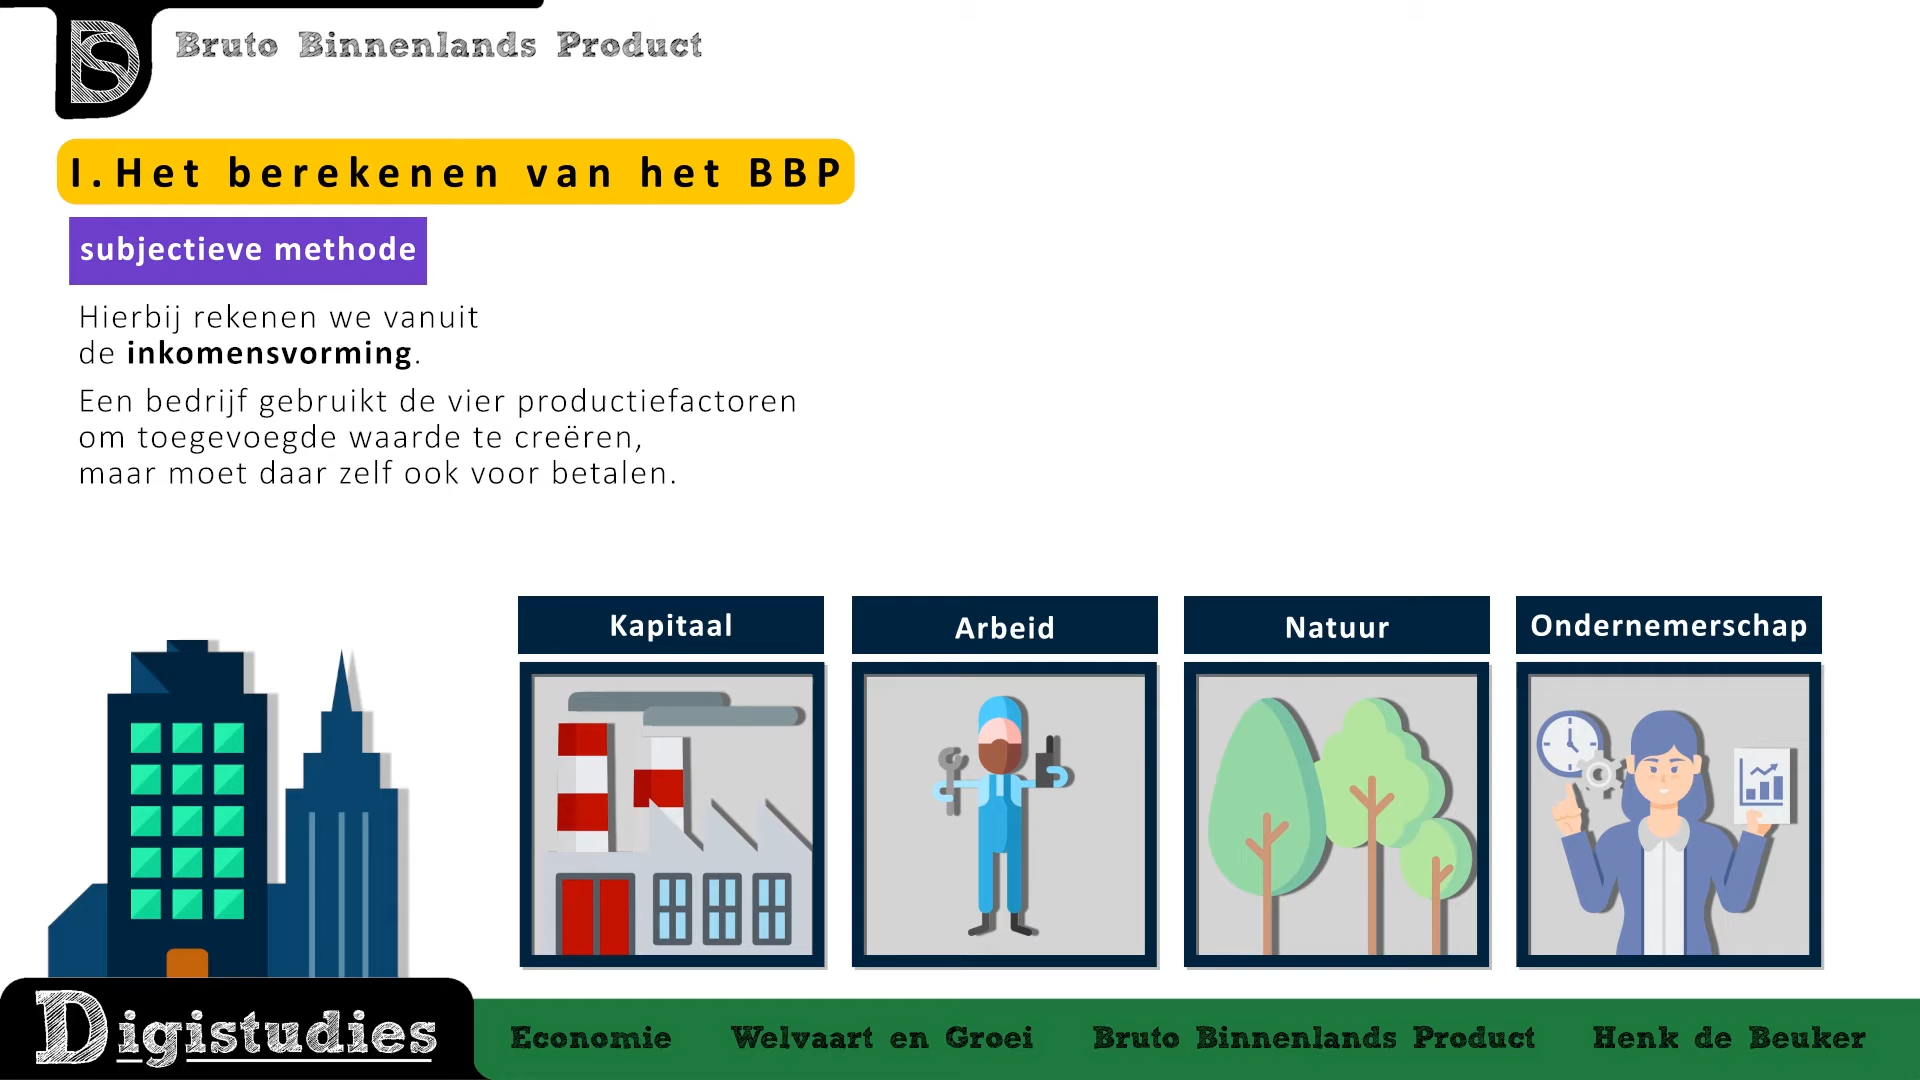 DS
Bruto Binnenlands Product
I.Het berekenen van het BBP
subjectieve methode
Hierbij rekenen we vanuit
de inkomensvorming.
Een bedrijf gebruikt de vier productiefactoren
om toegevoegde waarde te creëren,
maar moet daar zelf ook voor betalen.
Kapitaal
Arbeid
Natuur
Ondernemerschap
Digistudies
Economie Welvaart en Groei Bruto Binnenlands Product Henk de Beuker